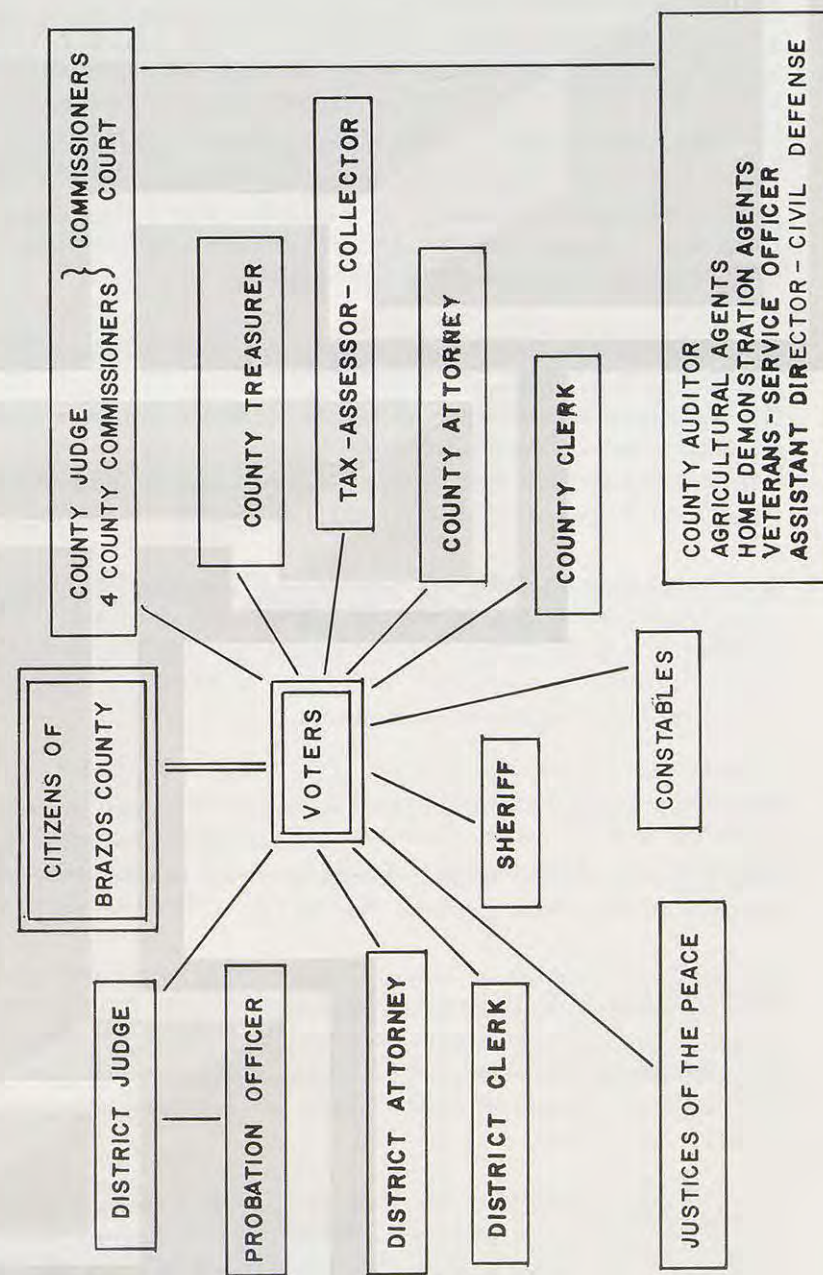 CITIZENS OF
BRAZOS COUNTY
VOTERS
DISTRICT JUDGE
PROBATION OFFICER
DISTRICT ATTORNEY
DISTRICT CLERK
JUSTICES OF THE PEACE
SHERIFF
CONSTABLES
COUNTY JUDGE
4 COUNTY COMMISSIONERS } COMMISSIONERS
COURT
COUNTY TREASURER
TAX-ASSESSOR-COLLECTOR
COUNTY ATTORNEY
COUNTY CLERK
COUNTY AUDITOR
AGRICULTURAL AGENTS
HOME DEMONSTRATION AGENTS
VETERANS-SERVICE OFFICER
ASSISTANT DIRECTOR-CIVIL DEFENSE